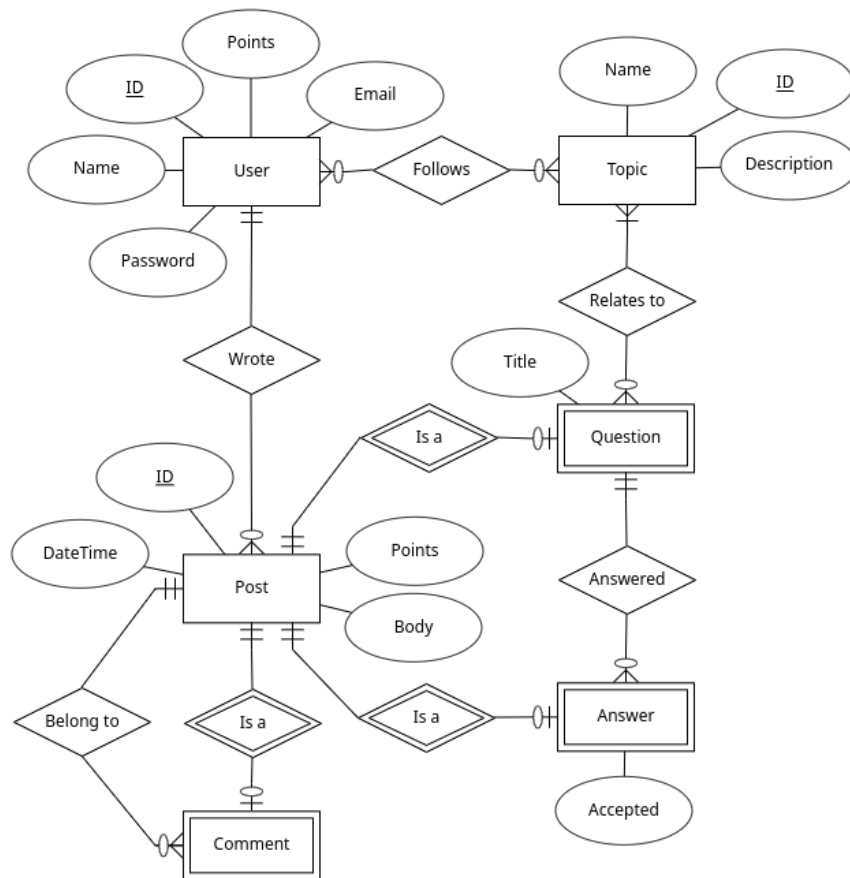 Points
Name
ID
ID
Email
Name
User
Follows
Topic
Description
Password
Relates to
Wrote
Title
Is a
Question
ID
DateTime
Points
Post
Answered
Body
Belong to
Is a
Is a
Answer
Accepted
Comment